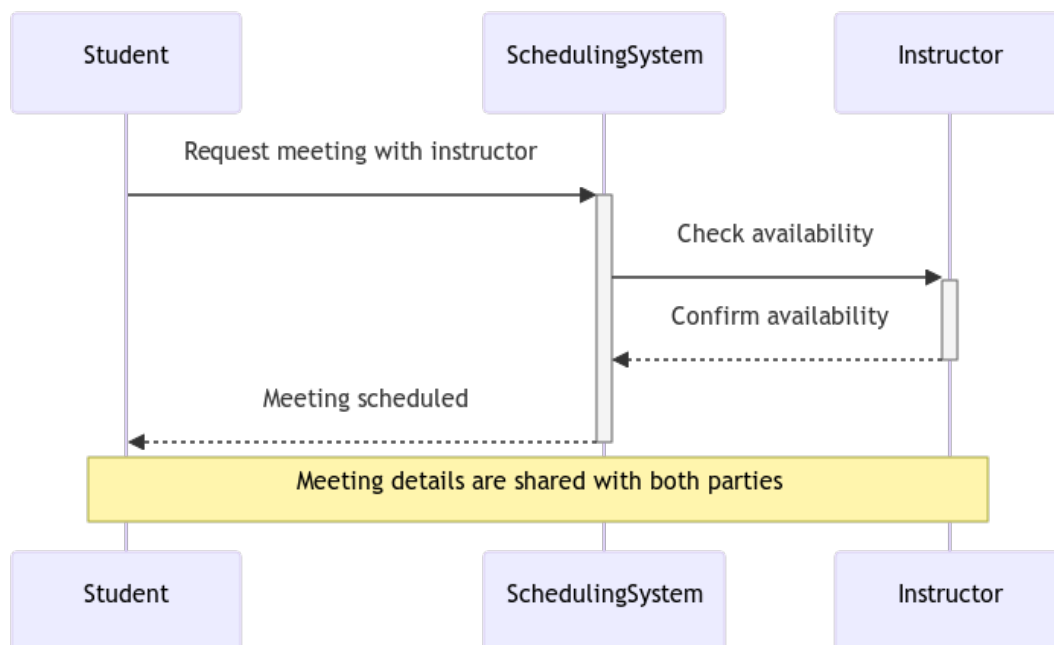 Student
SchedulingSystem
Instructor
Request meeting with instructor
Check availability
Confirm availability
Meeting scheduled
Meeting details are shared with both parties
Student
SchedulingSystem
Instructor